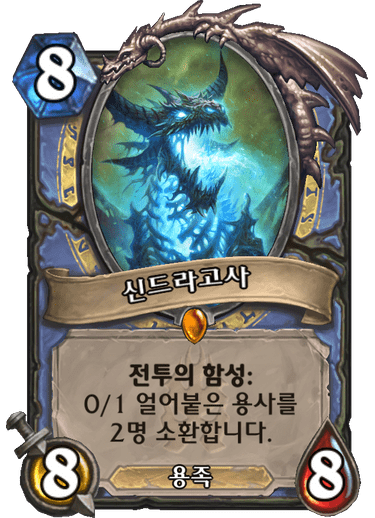 8
신드라고사
전투의 함성:
0/1 얼어붙은 용사를
2명 소환합니다.
8
용족
8